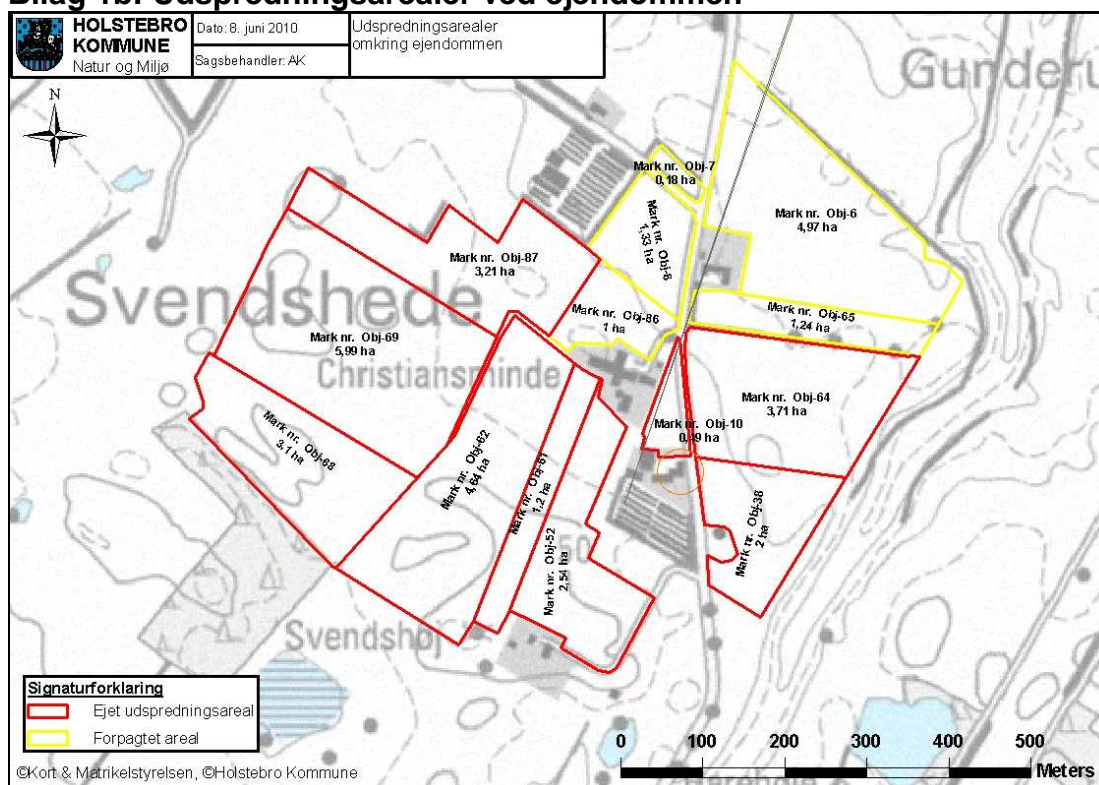 Bilag 1b: Udspredningsarealer ved ejendommen
HOLSTEBRO
KOMMUNE
Natur og Miljø
Dato: 8. juni 2010
Sagsbehandler: AK
Udspredningsarealer
omkring ejendommen
N
Gunderu
Mark nr. Obj-7
0,18 ha
Mark nr. Obj-6
4,97 ha
Mark nr. Obj-8
1,33 ha
Mark nr. Obj-87
3,21 ha
Svendshede
Mark nr. Obj-86
1 ha
Mark nr. Obj-65
1,24 ha
Mark nr. Obj-69
5,99 ha
Christiansminde
Mark nr. Obj-64
3,71 ha
Mark nr. Obj-10
0,49 ha
Mark nr. Obj-68
3,1 ha
Mark nr. Obj-62
4,64 ha
Mark nr. Obj-61
1,2 ha
Mark nr. Obj-52
2,54 ha
Mark nr. Obj-38
2 ha
Svendshøj
Signaturforklaring
Ejet udspredningsareal
Forpagtet areal
0 100 200 300 400 500
Meters
©Kort & Matrikelstyrelsen, ©Holstebro Kommune